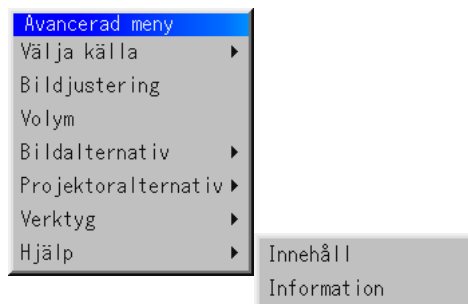 Avancerad meny
Välja källa
Bildjustering
Volym
Bildalternativ
Projektoralternativ
Verktyg
Hjälp
Innehåll
Information